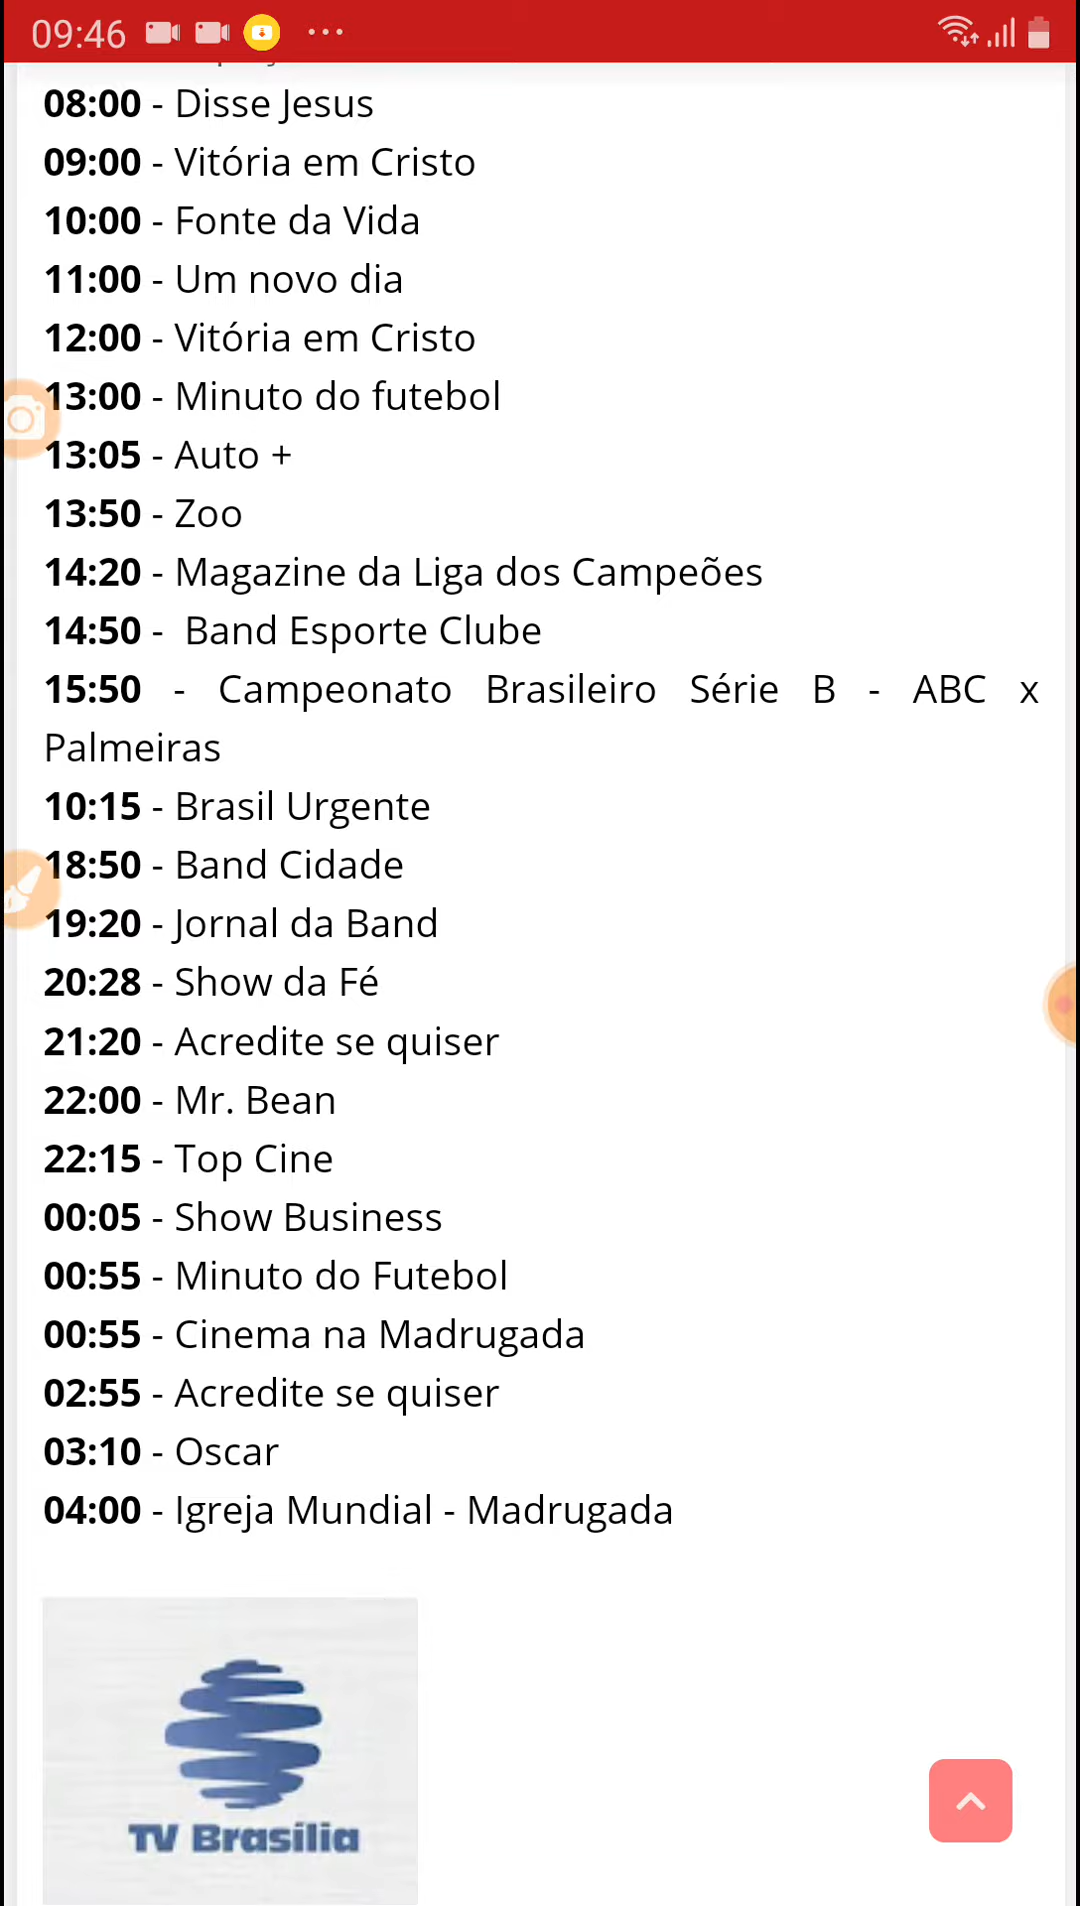 09:46
08:00 - Disse Jesus
09:00 - Vitória em Cristo
10:00 - Fonte da Vida
11:00 - Um novo dia
12:00 - Vitória em Cristo
13:00 - Minuto do futebol
13:05 - Auto +
13:50 - Zoo
14:20 - Magazine da Liga dos Campeões
14:50 - Band Esporte Clube
15:50 - Campeonato Brasileiro Série B - ABC x
Palmeiras
10:15 - Brasil Urgente
18:50 - Band Cidade
19:20 - Jornal da Band
20:28 - Show da Fé
21:20 - Acredite se quiser
22:00 - Mr. Bean
22:15 - Top Cine
00:05 - Show Business
00:55 - Minuto do Futebol
00:55 - Cinema na Madrugada
02:55 - Acredite se quiser
03:10 - Oscar
04:00 - Igreja Mundial - Madrugada
TV Brasília